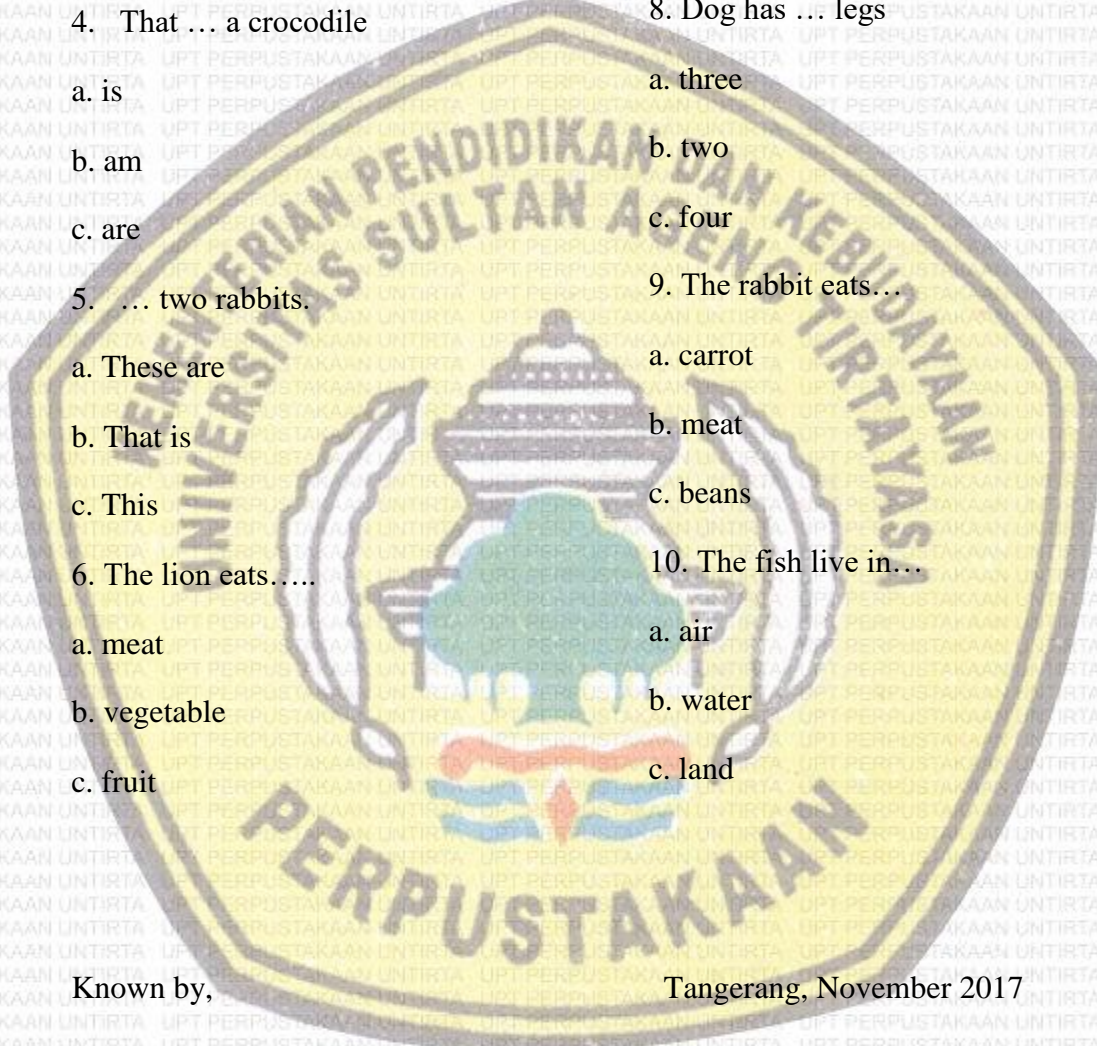 4. That … a crocodile
a. is
b. am
c. are
5. … two rabbits.
a. These are
b. That is
c. This
6. The lion eats…..
a. meat
b. vegetable
c. fruit
8. Dog has … legs
a. three
b. two
c. four
9. The rabbit eats…
a. carrot
b. meat
c. beans
10. The fish live in…
a. air
b. water
c. land
Known by,
Tangerang, November 2017
KEMENTERIAN PENDIDIKAN DAN KEBUDAYAAN
UNIVERSITAS SULTAN AGENG TIRTAYASA
PERPUSTAKAAN
UPT PERPUSTAKAAN UNTIRTA